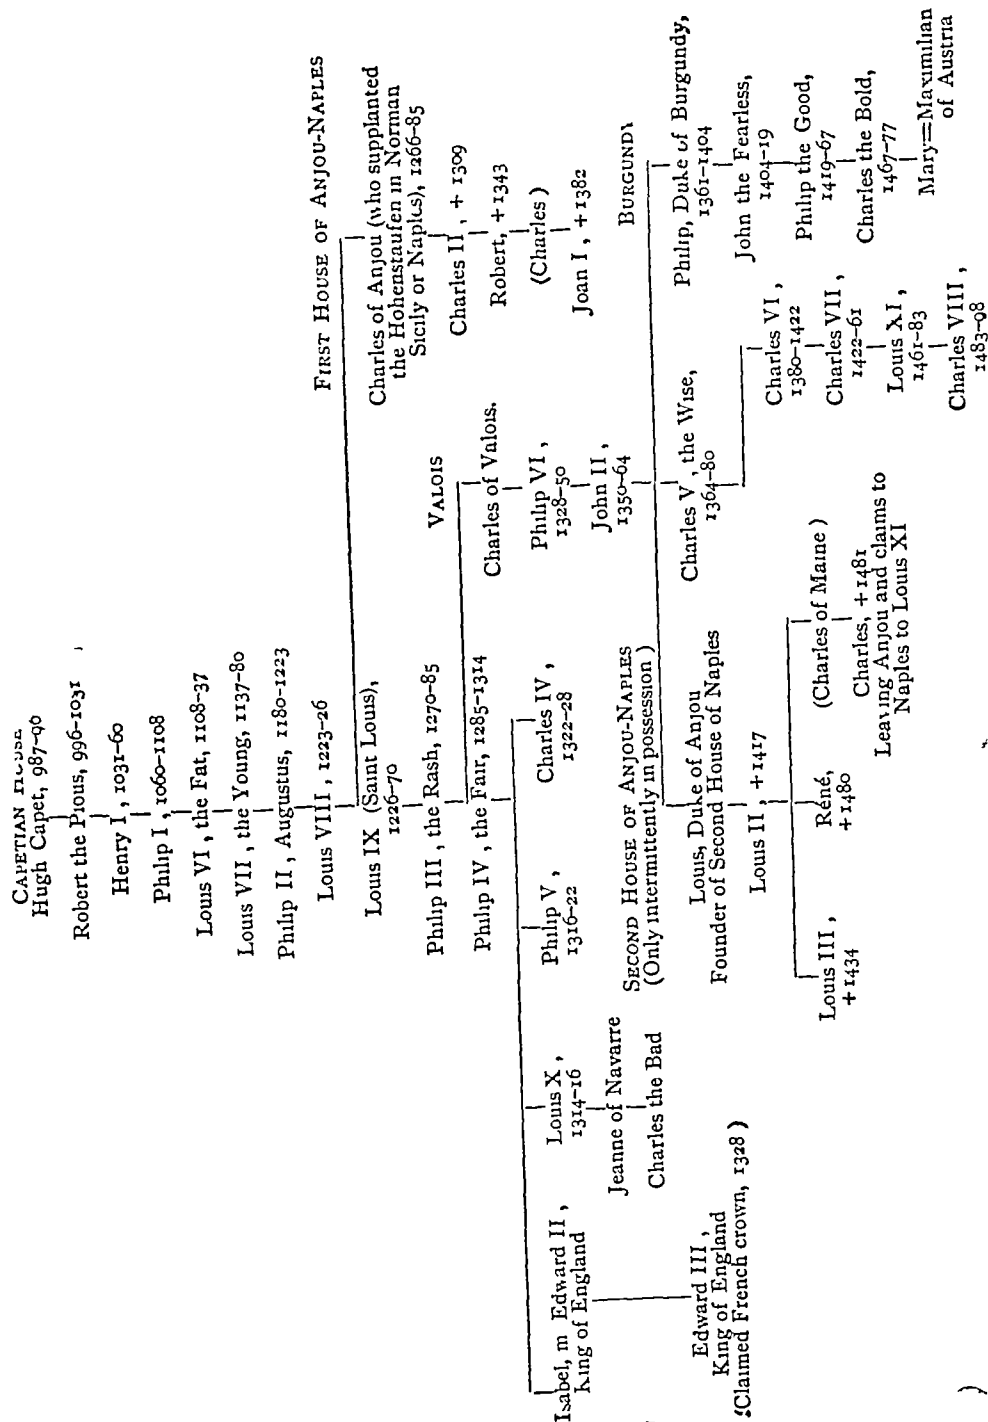 CAPETIAN HOUSE
Hugh Capet, 987-96
Robert the Pious, 996-1031
Henry I, 1031-60
Philip I, 1060-1108
Louis VI, the Fat, 1108-37
Louis VII, the Young, 1137-80
Philip II, Augustus, 1180-1223
Louis VIII, 1223-26
FIRST HOUSE OF ANJOU-NAPLES
Louis IX (Saint Louis),
1226-70
Charles of Anjou (who supplanted
the Hohenstaufen in Norman
Sicily or Naples), 1266-85
Charles II, + 1309
Robert, + 1343
(Charles)
Joan I, + 1382
Philip III, the Rash, 1270-85
VALOIS
Philip IV, the Fair, 1285-1314
Charles of Valois.
Philip VI,
1328-50
John II,
1350-64
Isabel, m Edward II,
King of England
Louis X,
1314-16
Philip V,
1316-22
Charles IV,
1322-28
Jeanne of Navarre
Charles the Bad
Edward III,
King of England
(Claimed French crown, 1328)
SECOND HOUSE OF ANJOU-NAPLES
(Only intermittently in possession)
BURGUNDY
Louis, Duke of Anjou
Founder of Second House of Naples
Louis II, + 1417
Louis III,
+ 1434
Réné,
+ 1480
(Charles of Maine)
Charles, + 1481
Leaving Anjou and claims to
Naples to Louis XI
Charles V, the Wise,
1364-80
Charles VI,
1380-1422
Charles VII,
1422-61
Louis XI,
1461-83
Charles VIII,
1483-98
Philip, Duke of Burgundy,
1361-1404
John the Fearless,
1404-19
Philip the Good,
1419-67
Charles the Bold,
1467-77
Mary=Maximilian
of Austria